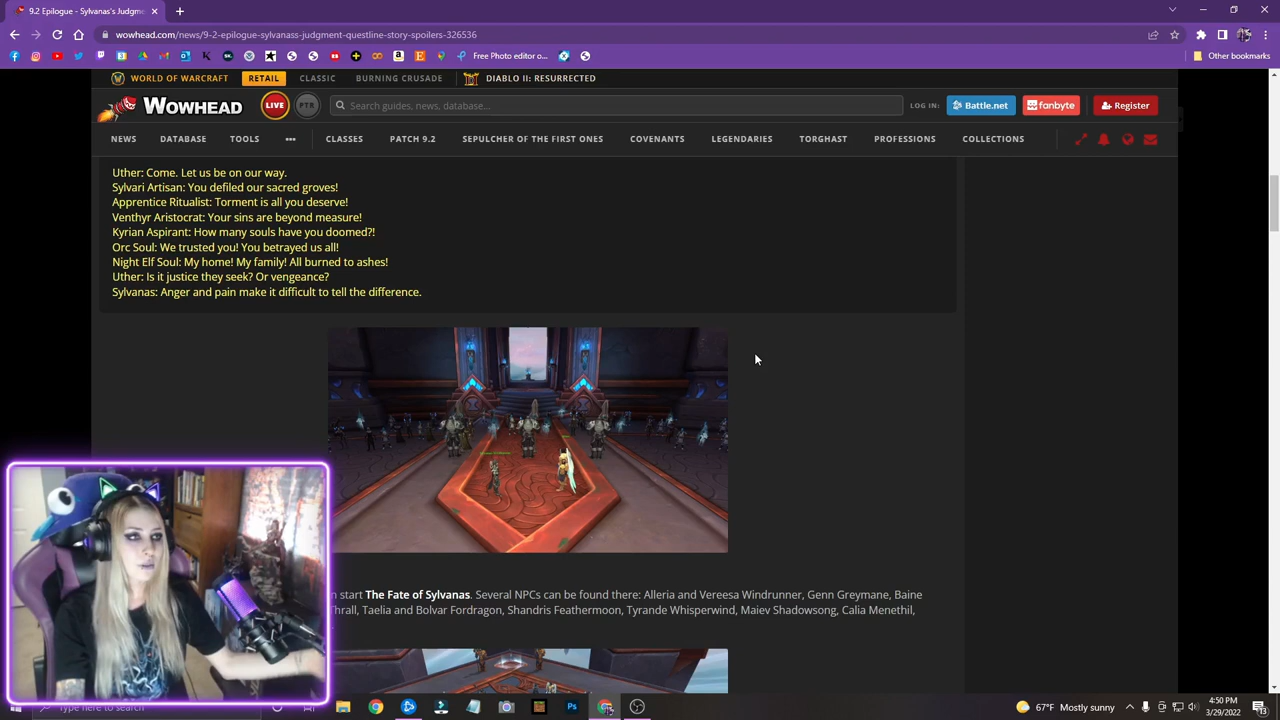 9.2 Epilogue - Sylvanas's Judgm
wowhead.com/news/9-2-epilogue-sylvanass-judgment-questline-story-spoilers-326536
Free Photo editor o...
Other bookmarks
WORLD OF WARCRAFT RETAIL CLASSIC BURNING CRUSADE DIABLO II: RESURRECTED
WOWHEAD LIVE PTR Search guides, news, database... LOG IN: Battle.net fanbyte Register
NEWS DATABASE TOOLS ••• CLASSES PATCH 9.2 SEPULCHER OF THE FIRST ONES COVENANTS LEGENDARIES TORGHAST PROFESSIONS COLLECTIONS
Uther: Come. Let us be on our way.
Sylvari Artisan: You defiled our sacred groves!
Apprentice Ritualist: Torment is all you deserve!
Venthyr Aristocrat: Your sins are beyond measure!
Kyrian Aspirant: How many souls have you doomed?!
Orc Soul: We trusted you! You betrayed us all!
Night Elf Soul: My home! My family! All burned to ashes!
Uther: Is it justice they seek? Or vengeance?
Sylvanas: Anger and pain make it difficult to tell the difference.
n start The Fate of Sylvanas. Several NPCs can be found there: Alleria and Vereesa Windrunner, Genn Greymane, Baine
Thrall, Taelia and Bolvar Fordragon, Shandris Feathermoon, Tyrande Whisperwind, Maiev Shadowsong, Calia Menethil,
Type here to search
67°F Mostly sunny
4:50 PM
3/29/2022